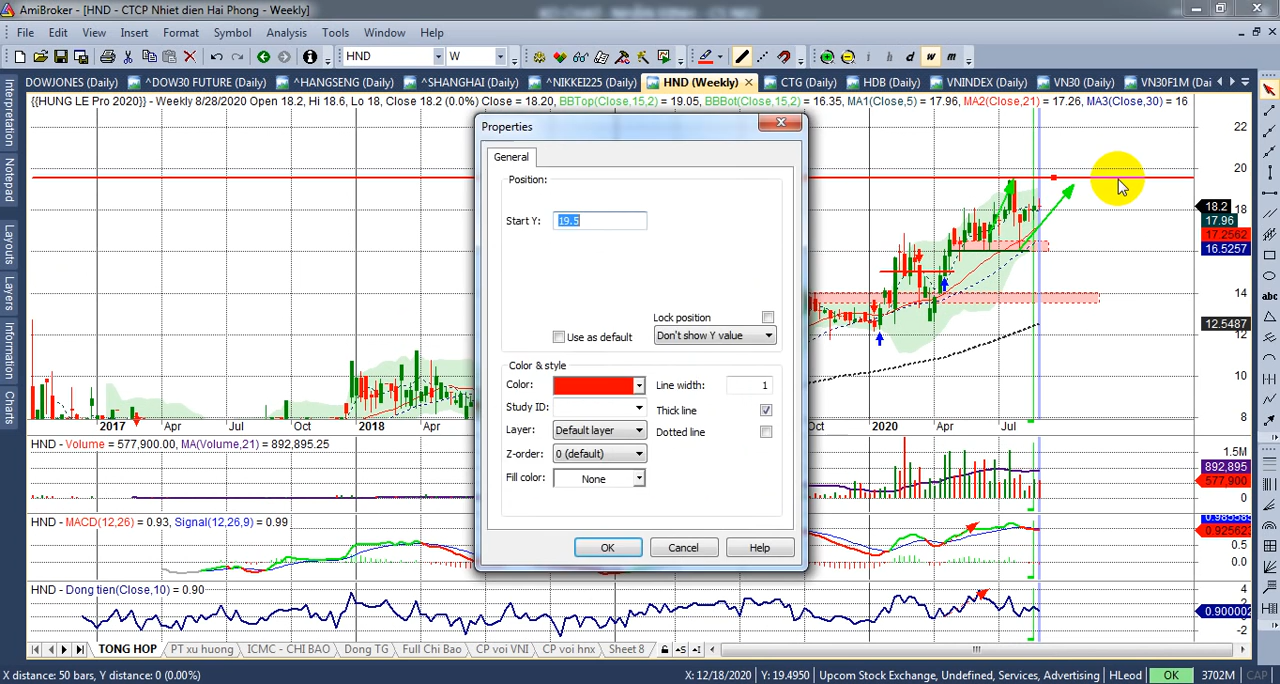 AmiBroker - [HND - CTCP Nhiet dien Hai Phong - Weekly]
File Edit View Insert Format Symbol Analysis Tools Window Help
HND W i h d w m
DOWJONES (Daily) ^DOW30 FUTURE (Daily) ^HANGSENG (Daily) ^SHANGHAI (Daily) ^NIKKEI225 (Daily) HND (Weekly) CTG (Daily) HDB (Daily) VNINDEX (Daily) VN30 (Daily) VN30F1M (Dai
{{HUNG LE Pro 2020}} - Weekly 8/28/2020 Open 18.2, Hi 18.6, Lo 18, Close 18.2 (0.0%) Close = 18.20, BBTop(Close,15,2) = 19.05, BBBot(Close,15,2) = 16.35, MA1(Close,5) = 17.96, MA2(Close,21) = 17.26, MA3(Close,30) = 16
Interpretation
Notepad
Layouts
Layers
Information
Charts
Properties
General
Position:
Start Y: 19.5
Lock position
Use as default Don't show Y value
Color & style
Color: Line width: 1
Study ID: Thick line
Layer: Default layer Dotted line
Z-order: 0 (default)
Fill color: None
OK Cancel Help
22
20
18
14
12
10
8
18.2
17.96
17.2562
16.5257
12.5487
abc
2017 Apr Jul Oct 2018 Apr Oct 2020 Apr Jul
HND - Volume = 577,900.00, MA(Volume,21) = 892,895.25
1.5M
892,895
577,900
0
HND - MACD(12,26) = 0.93, Signal(12,26,9) = 0.99
0.925623
0.5
0.0
HND - Dong tien(Close,10) = 0.90
4
2
0.900002
-2
TONG HOP PT xu huong ICMC - CHI BAO Dong TG Full Chi Bao CP voi VNI CP voi hnx Sheet 8
X distance: 50 bars, Y distance: 0 (0.00%) X: 12/18/2020 Y: 19.4950 Upcom Stock Exchange, Undefined, Services, Advertising HLeod OK 3702M CAP